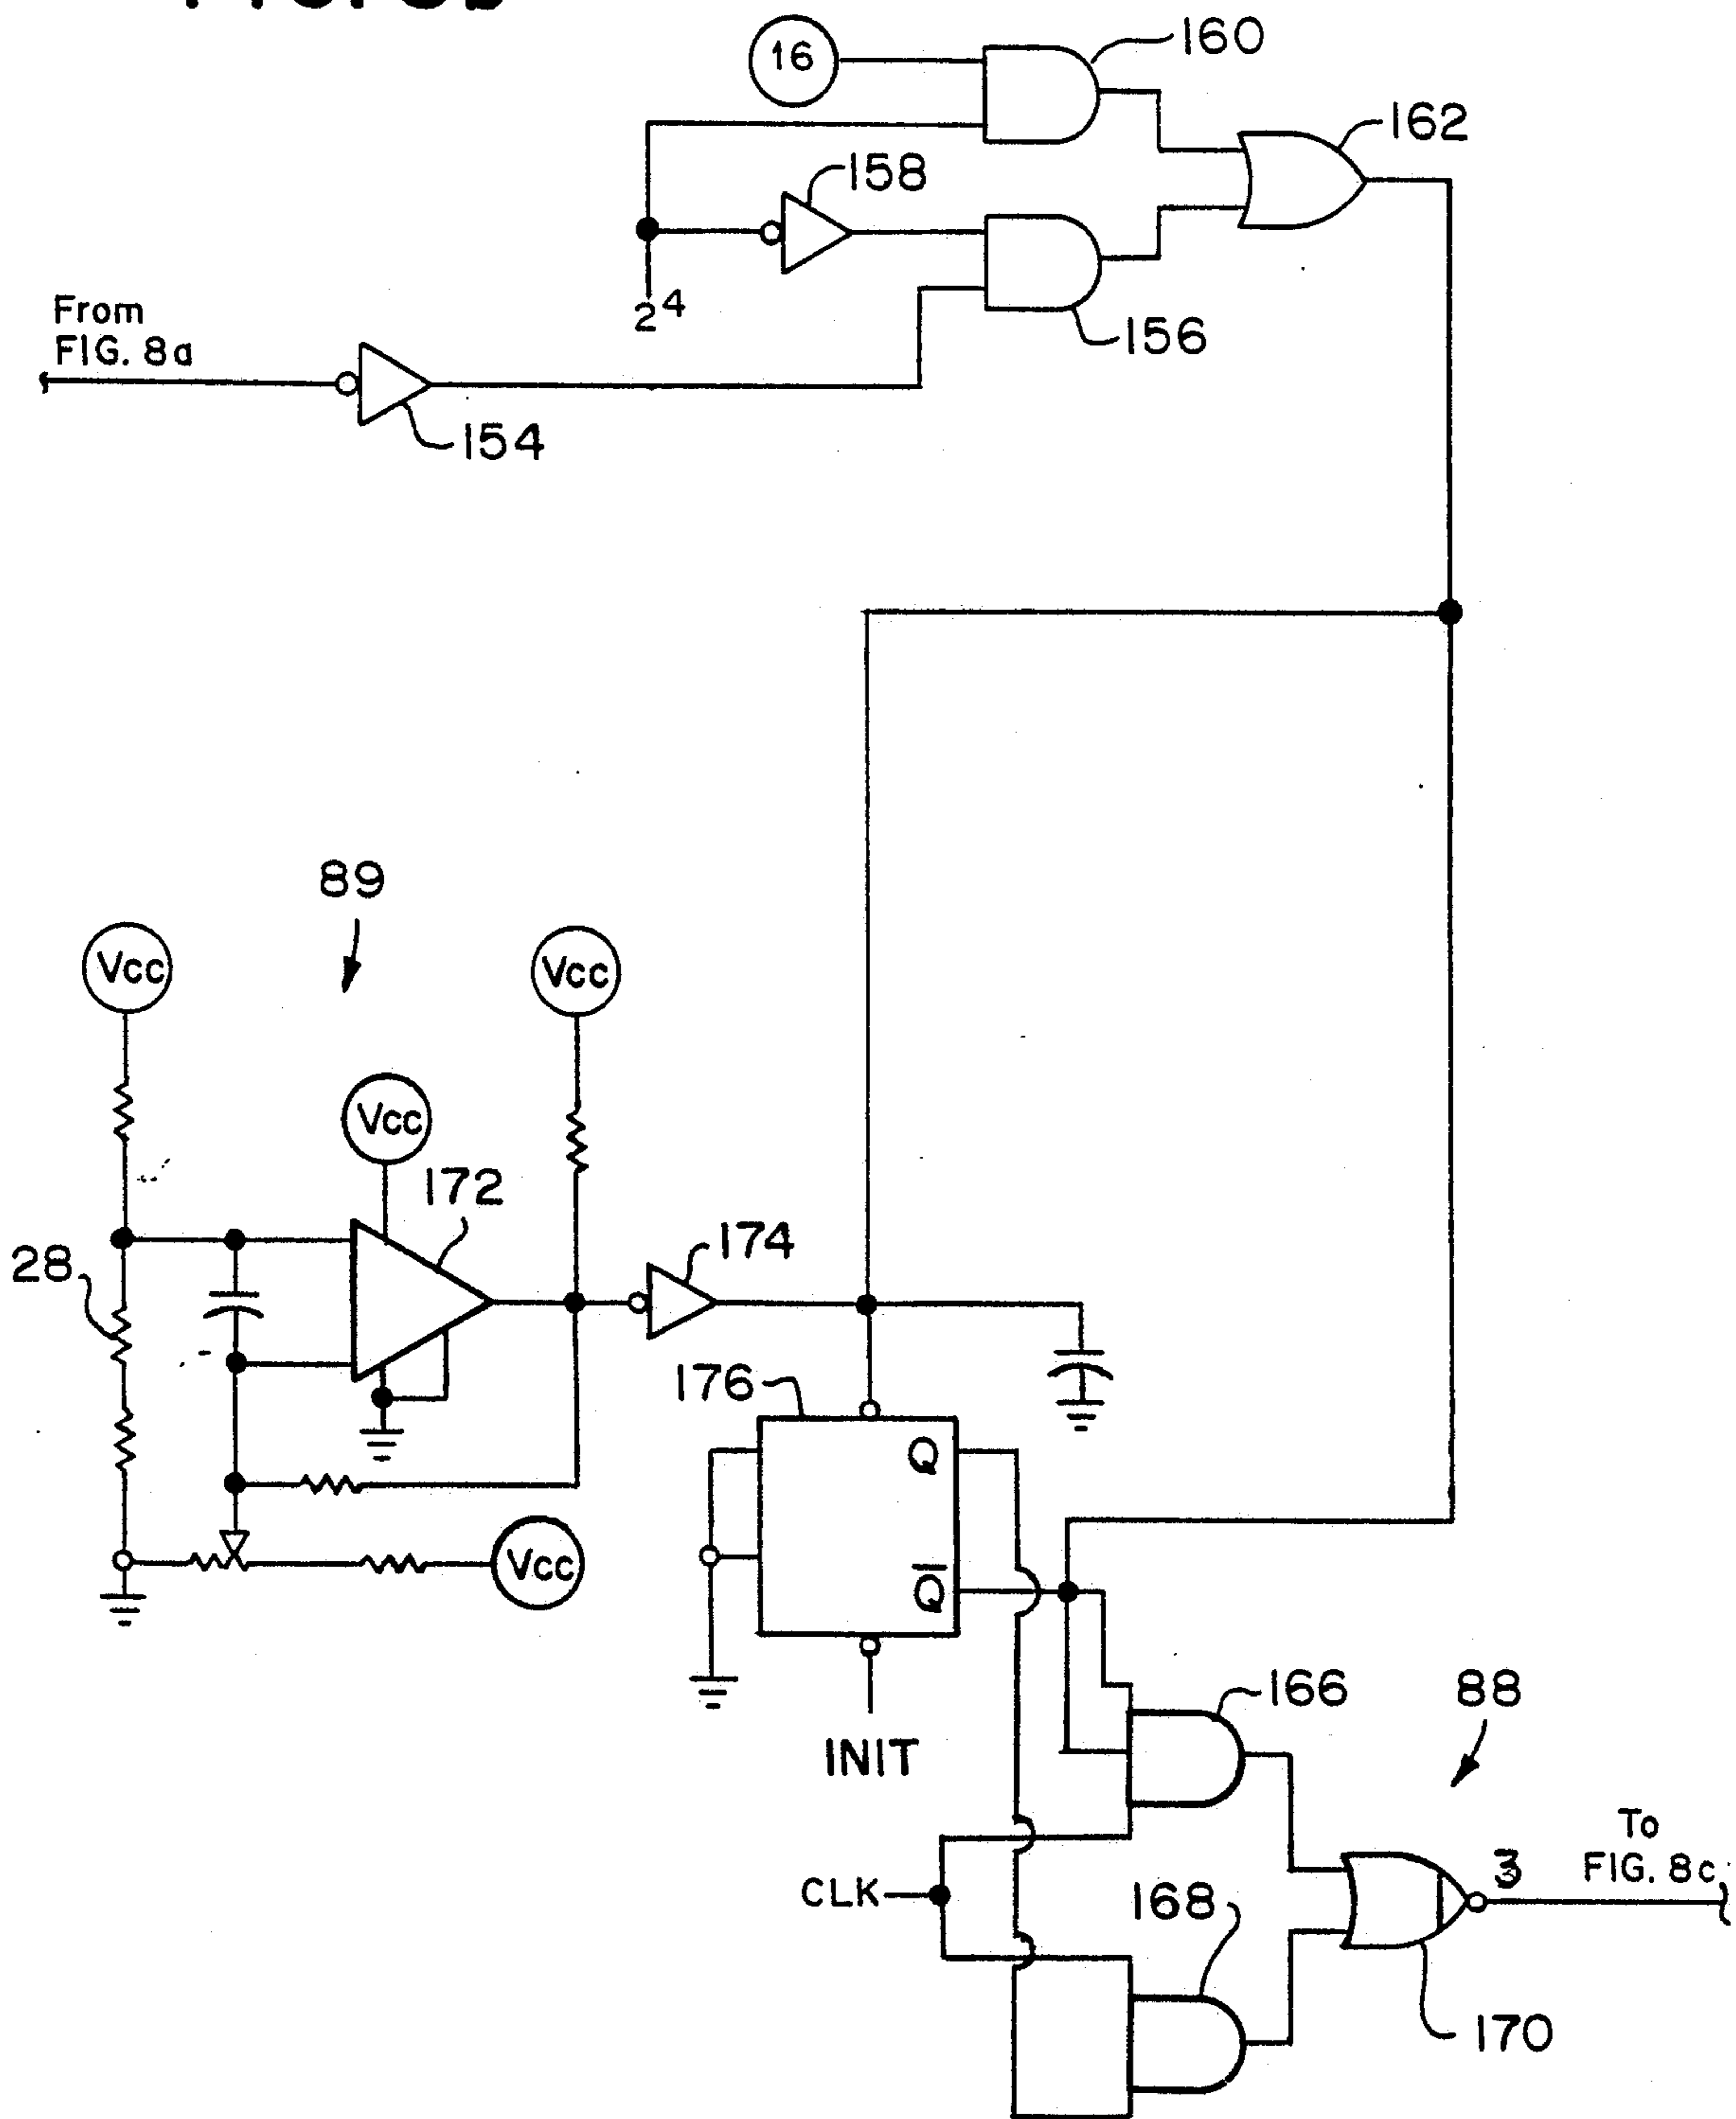 16
160
162
158
2⁴
156
From
FIG. 8a
154
89
Vcc
Vcc
Vcc
172
28
174
176
Q
Vcc
Q̅
INIT
166
88
To
FIG. 8c
3
CLK
168
170